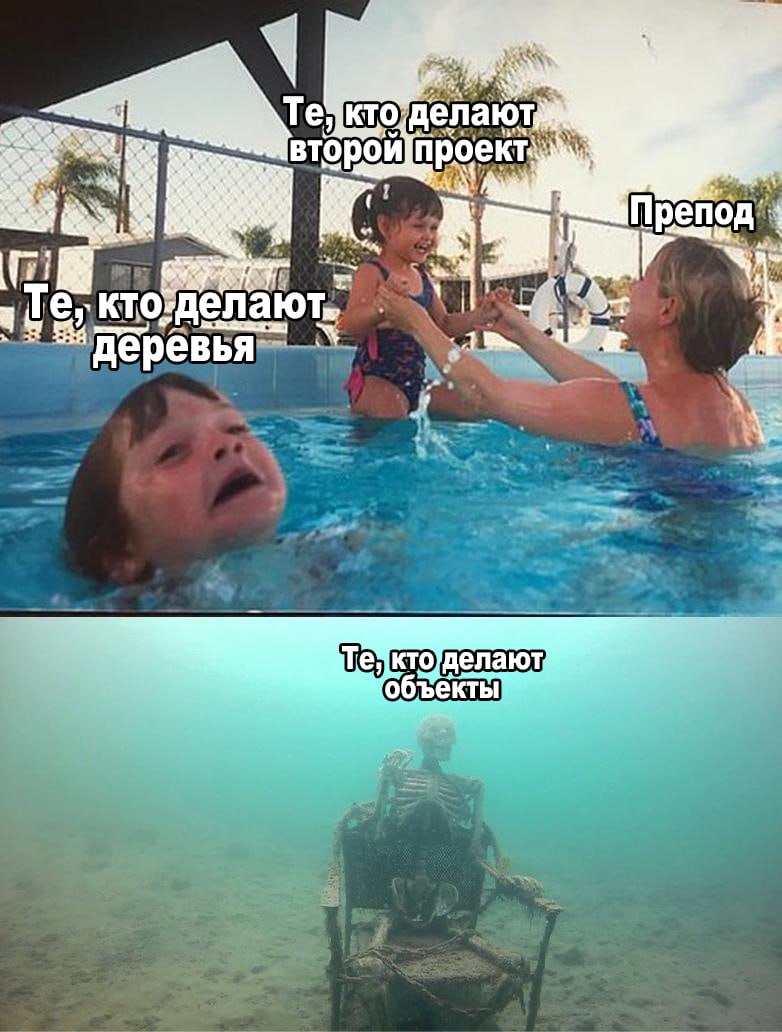 Те, кто делают
второй проект
Препод
Те, кто делают
деревья
Те, кто делают
объекты